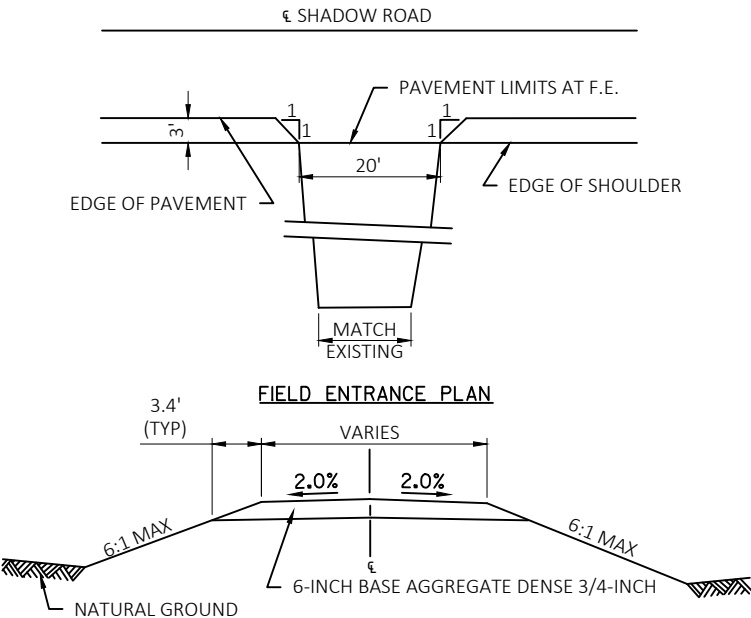 ℄ SHADOW ROAD
PAVEMENT LIMITS AT F.E.
1
1
1
1
3'
20'
EDGE OF PAVEMENT
EDGE OF SHOULDER
MATCH
EXISTING
FIELD ENTRANCE PLAN
3.4'
(TYP)
VARIES
2.0%
2.0%
6:1 MAX
6:1 MAX
℄
6-INCH BASE AGGREGATE DENSE 3/4-INCH
NATURAL GROUND